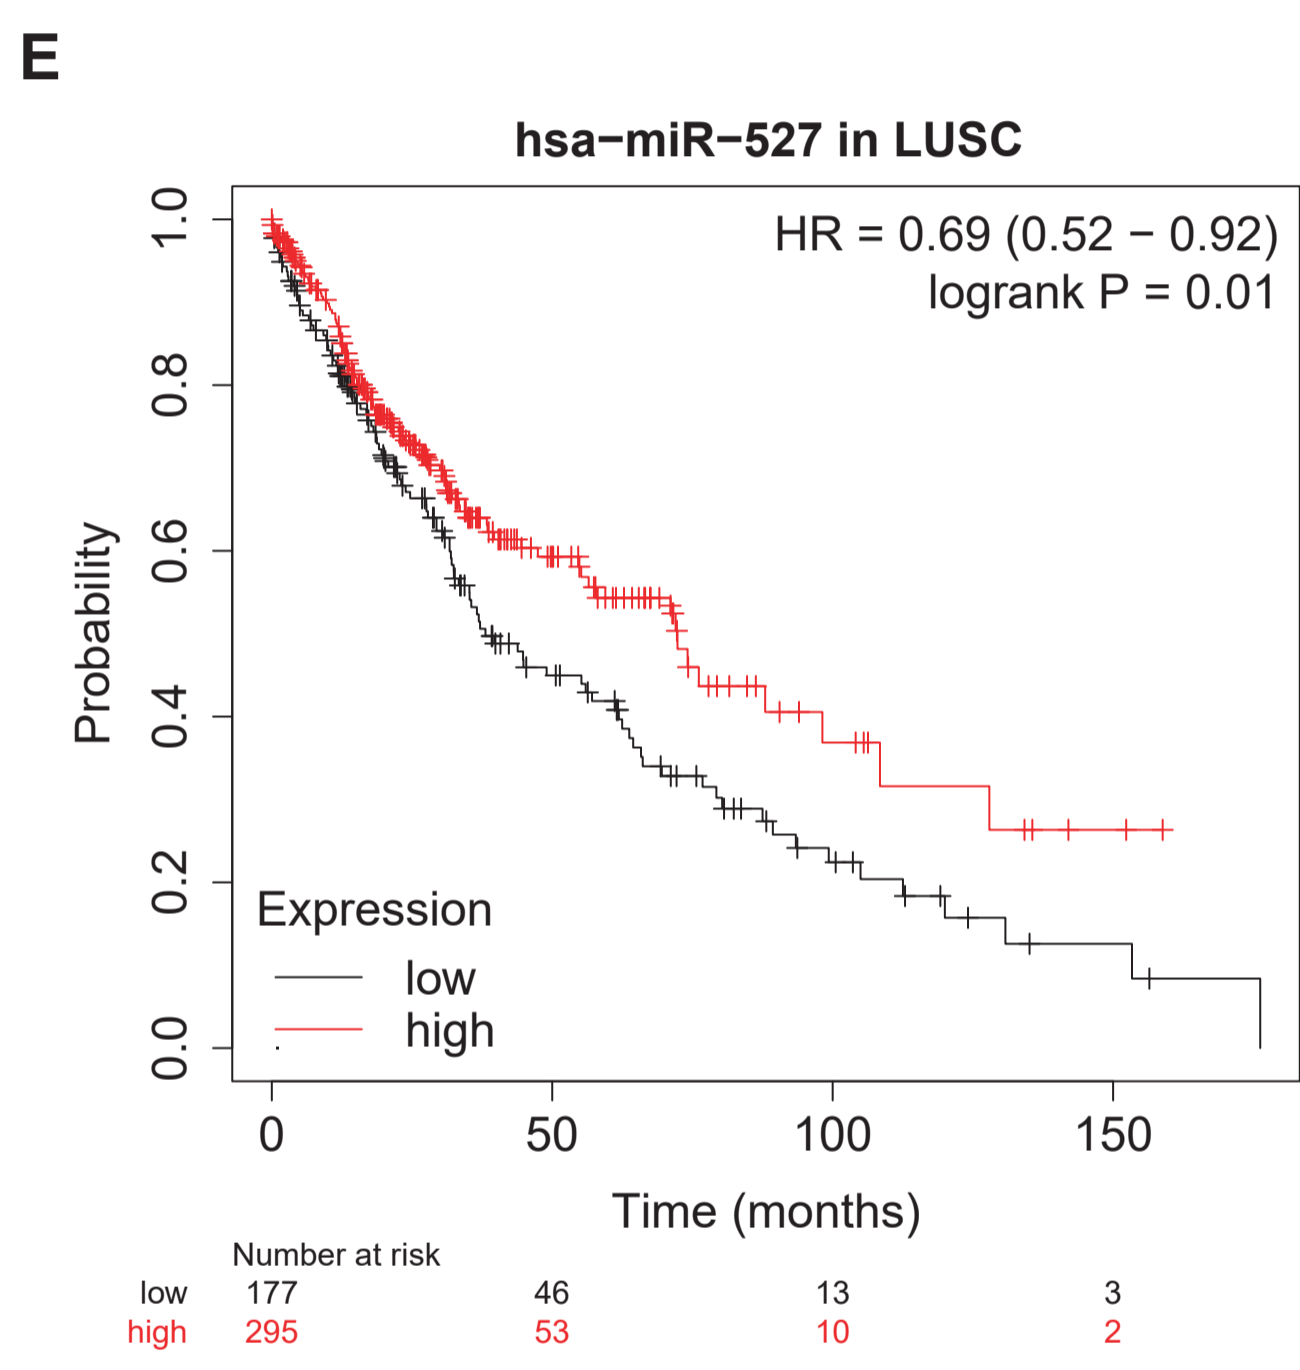 E
hsa−miR−527 in LUSC
HR = 0.69 (0.52 − 0.92)
logrank P = 0.01
Probability
1.0
0.8
0.6
0.4
0.2
0.0
Expression
low
high
0 50 100 150
Time (months)
Number at risk
low 177 46 13 3
high 295 53 10 2